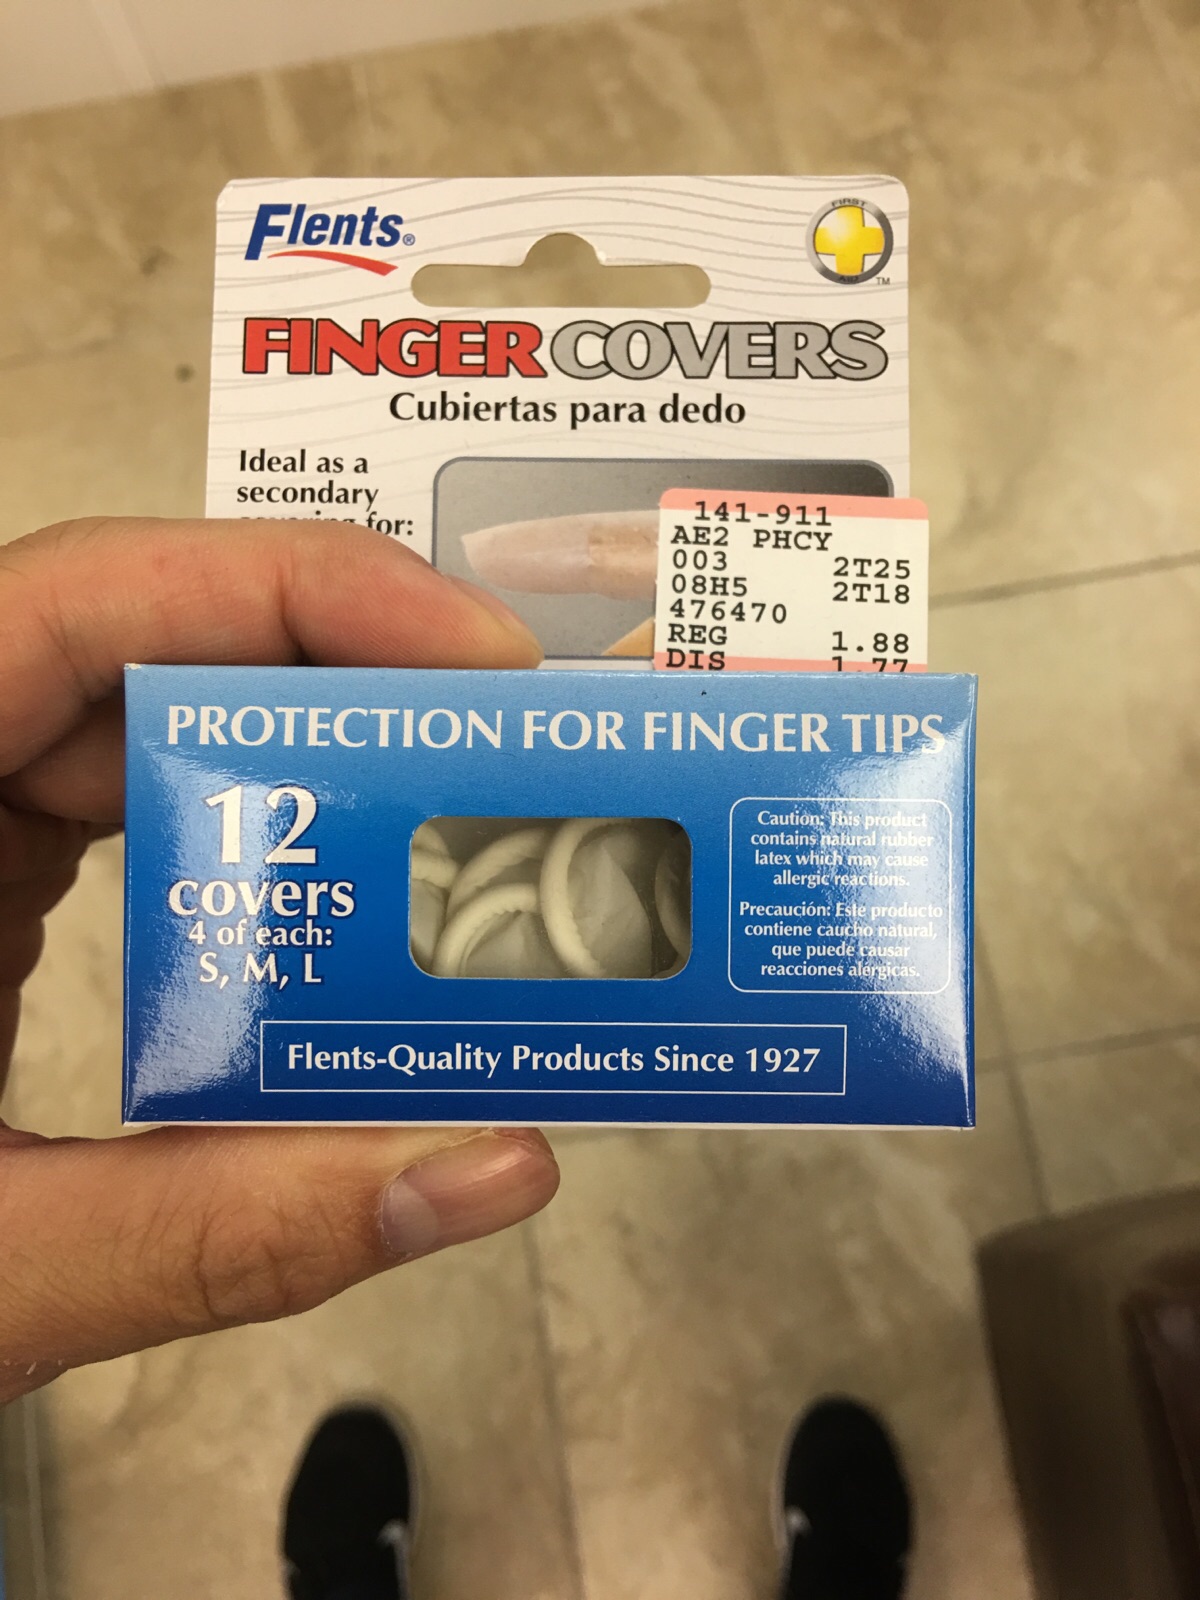 Flents®
FIRST
AID
TM
FINGER COVERS
Cubiertas para dedo
Ideal as a
secondary
for:
141-911
AE2 PHCY
003 2T25
08H5 2T18
476470
REG 1.88
DIS 1.77
PROTECTION FOR FINGER TIPS
12
covers
4 of each:
S, M, L
Caution: This product
contains natural rubber
latex which may cause
allergic reactions.
Precaución: Este producto
contiene caucho natural,
que puede causar
reacciones alérgicas.
Flents-Quality Products Since 1927